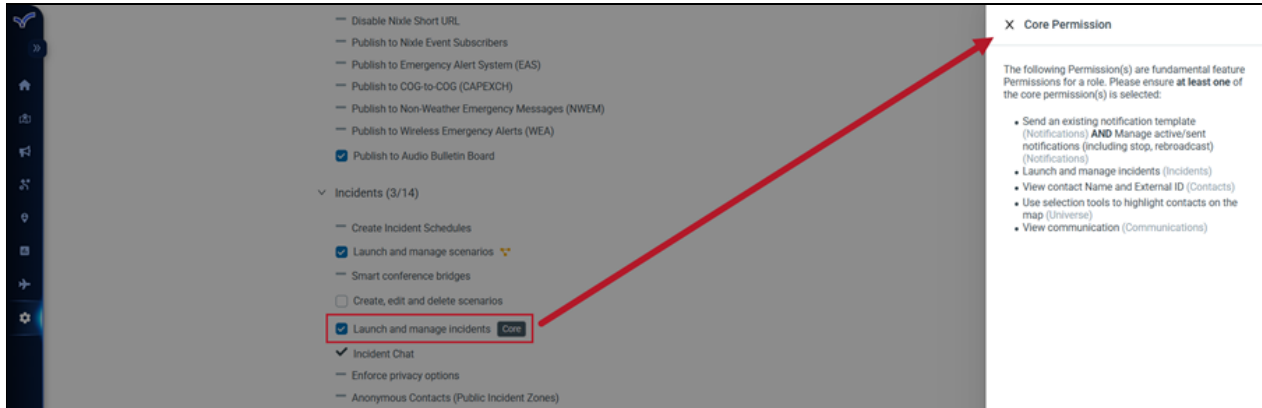 Disable Nixle Short URL
Publish to Nixle Event Subscribers
Publish to Emergency Alert System (EAS)
Publish to COG-to-COG (CAPEXCH)
Publish to Non-Weather Emergency Messages (NWEM)
Publish to Wireless Emergency Alerts (WEA)
Publish to Audio Bulletin Board
Incidents (3/14)
Create Incident Schedules
Launch and manage scenarios
Smart conference bridges
Create, edit and delete scenarios
Launch and manage incidents Core
Incident Chat
Enforce privacy options
Anonymous Contacts (Public Incident Zones)
X Core Permission
The following Permission(s) are fundamental feature
Permissions for a role. Please ensure at least one of
the core permission(s) is selected:
• Send an existing notification template
(Notifications) AND Manage active/sent
notifications (including stop, rebroadcast)
(Notifications)
• Launch and manage incidents (Incidents)
• View contact Name and External ID (Contacts)
• Use selection tools to highlight contacts on the
map (Universe)
• View communication (Communications)